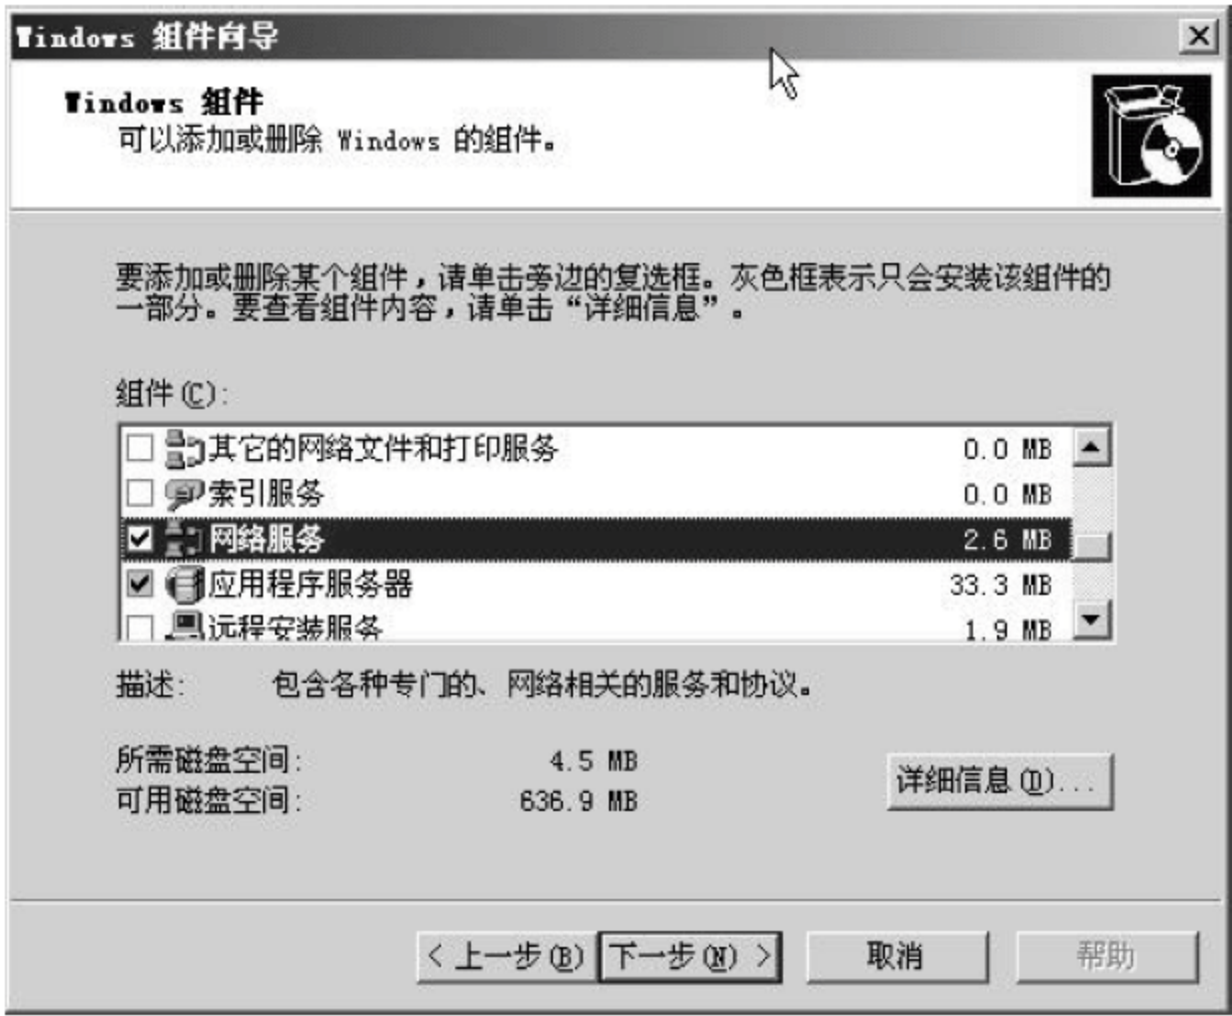 Windows 组件向导
Windows 组件
可以添加或删除 Windows 的组件。
要添加或删除某个组件，请单击旁边的复选框。灰色框表示只会安装该组件的
一部分。要查看组件内容，请单击“详细信息”。
组件(C):
其它的网络文件和打印服务 0.0 MB
索引服务 0.0 MB
网络服务 2.6 MB
应用程序服务器 33.3 MB
远程安装服务 1.9 MB
描述: 包含各种专门的、网络相关的服务和协议。
所需磁盘空间: 4.5 MB
可用磁盘空间: 636.9 MB
详细信息(D)...
< 上一步(B) 下一步(N) > 取消 帮助